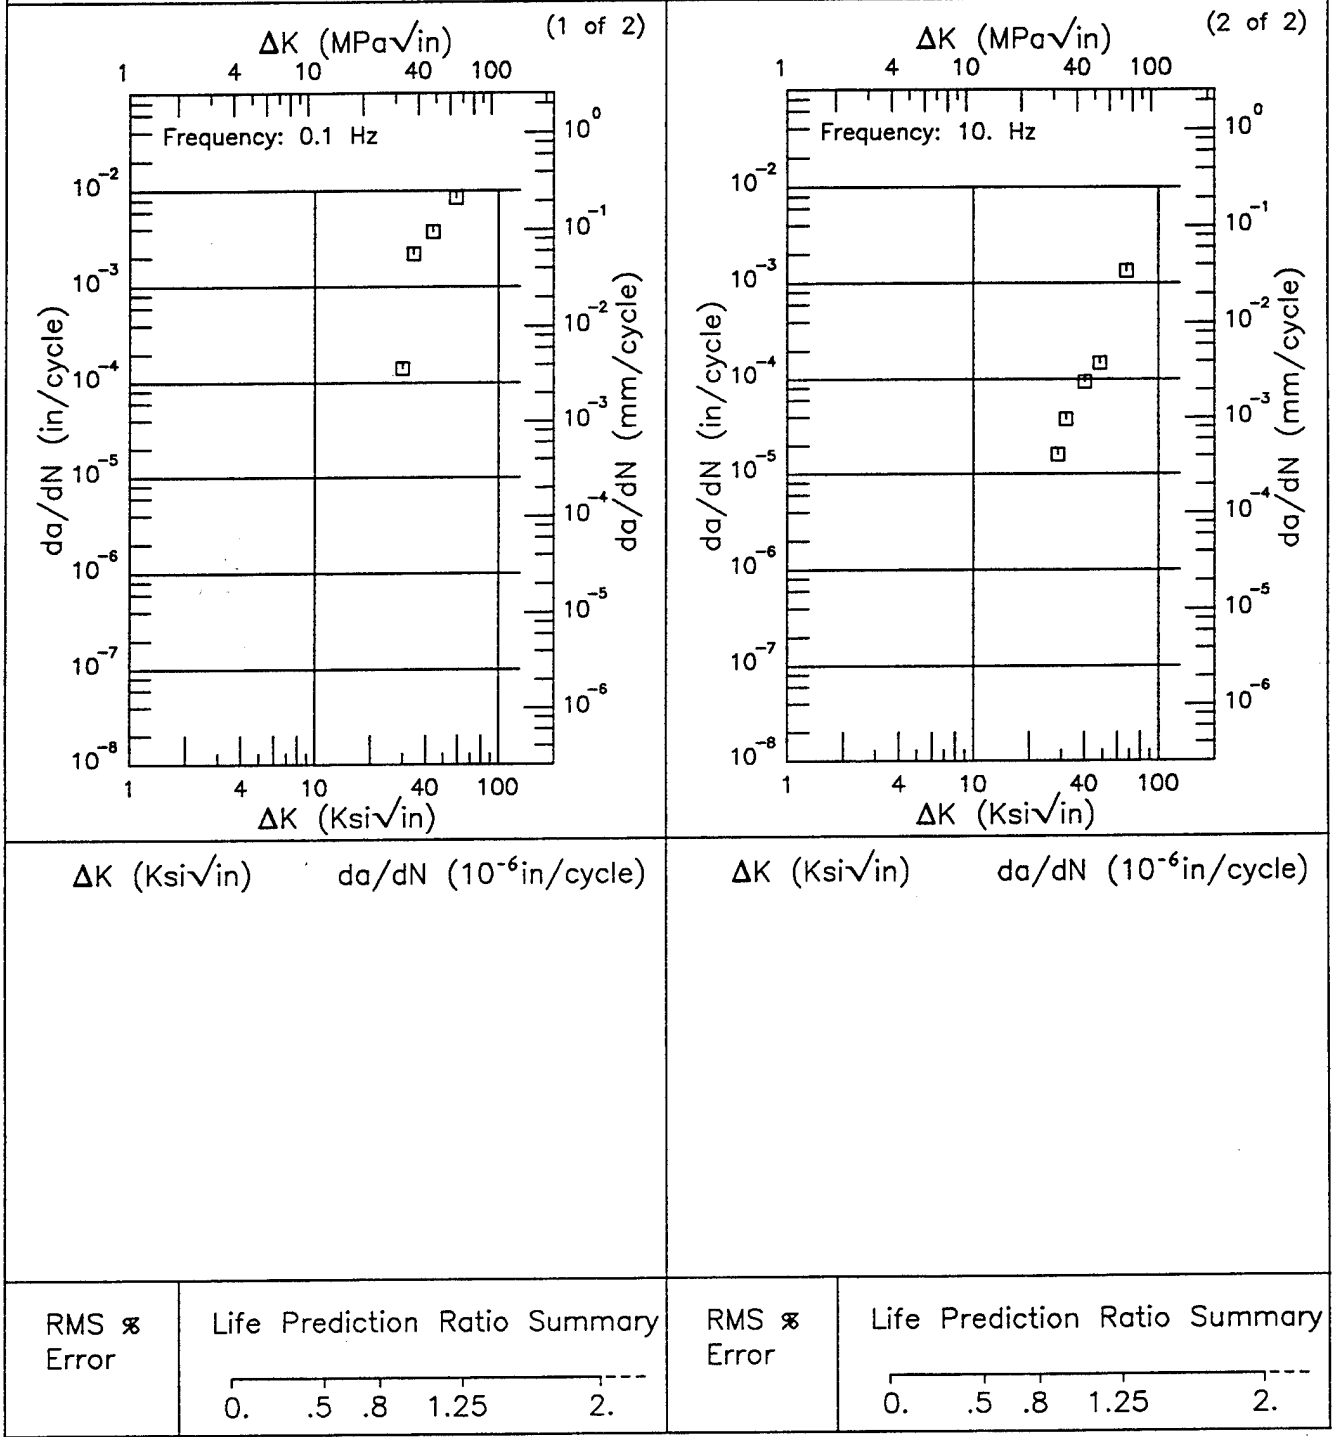 (1 of 2)
ΔK (MPa√in)
1 4 10 40 100
Frequency: 0.1 Hz
10⁰
10⁻²
10⁻¹
10⁻³
10⁻²
10⁻⁴
10⁻³
10⁻⁵
10⁻⁴
10⁻⁶
10⁻⁵
10⁻⁷
10⁻⁶
10⁻⁸
da/dN (in/cycle)
da/dN (mm/cycle)
1 4 10 40 100
ΔK (Ksi√in)
ΔK (Ksi√in) da/dN (10⁻⁶in/cycle)
RMS %
Error
Life Prediction Ratio Summary
0. .5 .8 1.25 2.
(2 of 2)
ΔK (MPa√in)
1 4 10 40 100
Frequency: 10. Hz
10⁰
10⁻²
10⁻¹
10⁻³
10⁻²
10⁻⁴
10⁻³
10⁻⁵
10⁻⁴
10⁻⁶
10⁻⁵
10⁻⁷
10⁻⁶
10⁻⁸
da/dN (in/cycle)
da/dN (mm/cycle)
1 4 10 40 100
ΔK (Ksi√in)
ΔK (Ksi√in) da/dN (10⁻⁶in/cycle)
RMS %
Error
Life Prediction Ratio Summary
0. .5 .8 1.25 2.